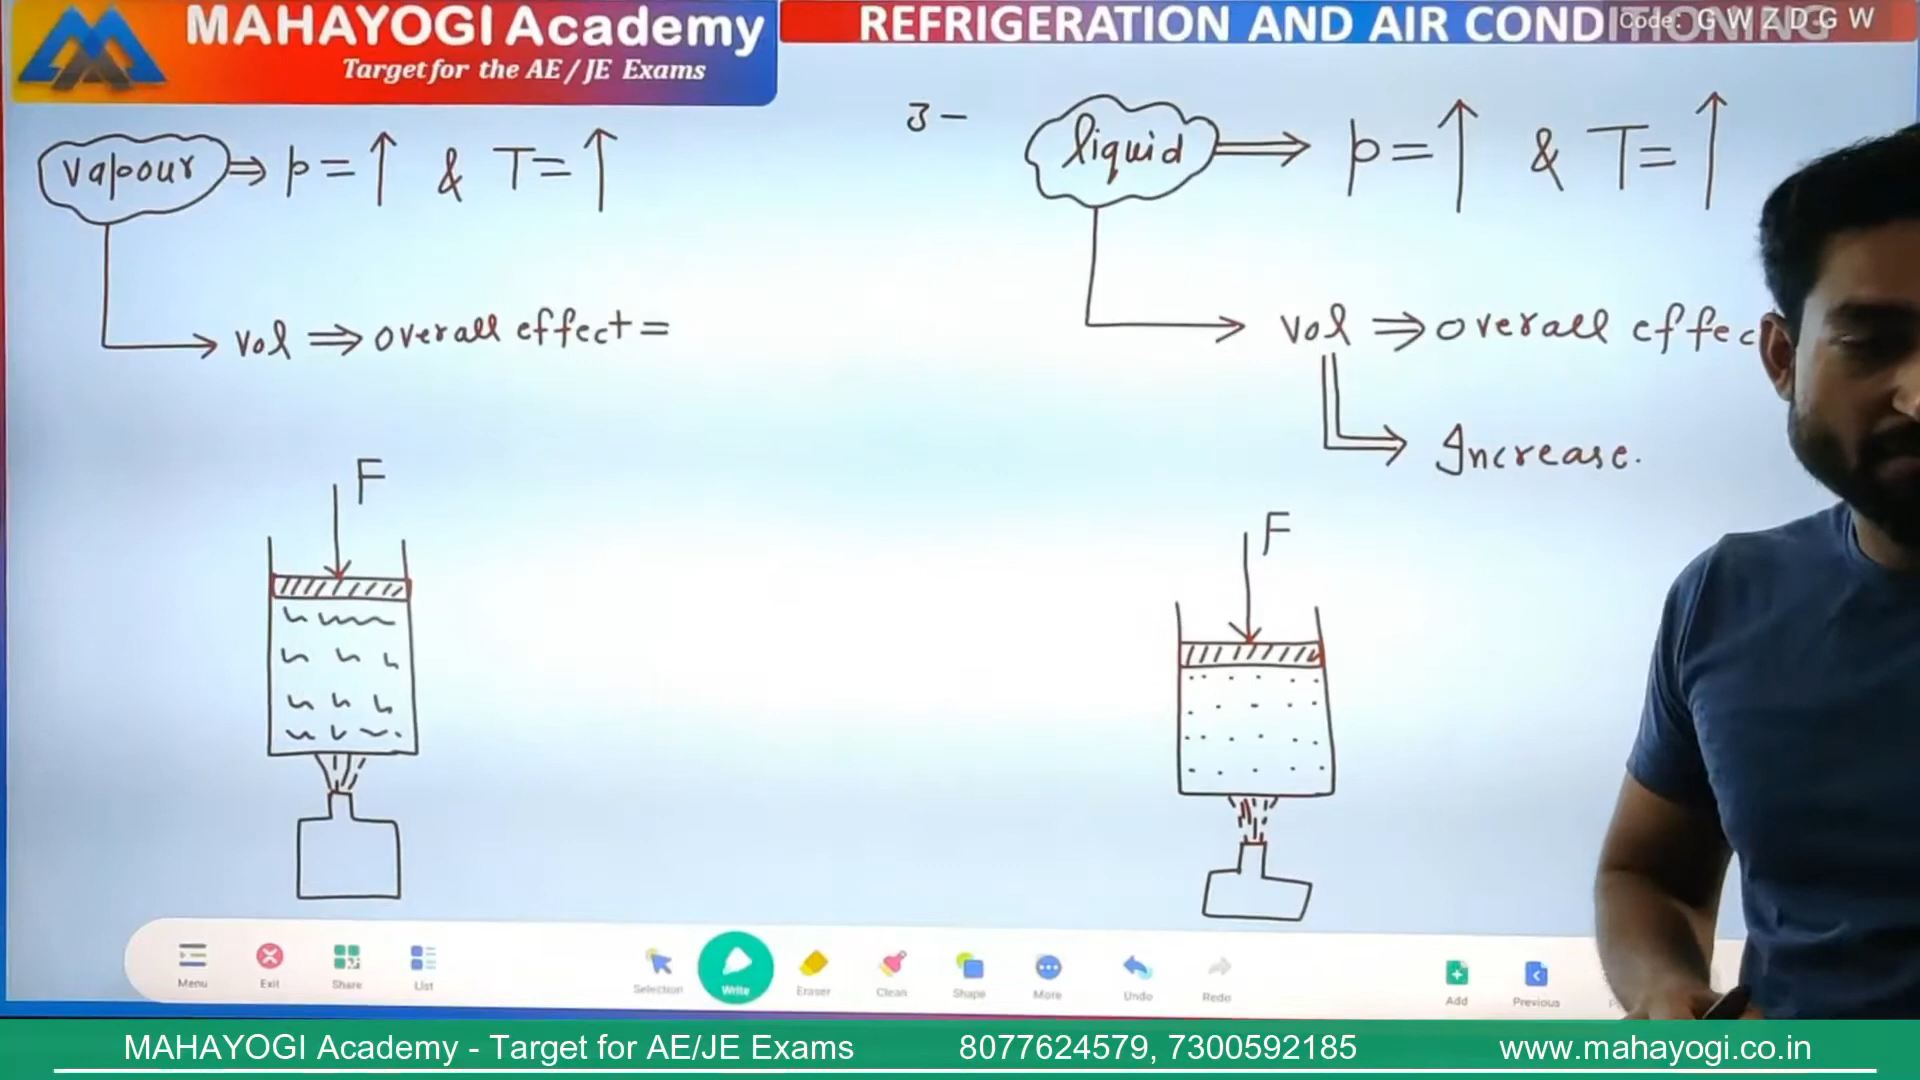 MAHAYOGI Academy
Target for the AE / JE Exams
REFRIGERATION AND AIR CONDITIONING
Code: G W Z D G W
vapour ⇒ p = ↑ & T = ↑
vol ⇒ overall effect =
F
3 -
liquid ⇒ p = ↑ & T = ↑
vol ⇒ overall effec
Increase.
F
Menu
Exit
Share
List
Selection
Write
Eraser
Clean
Shape
More
Undo
Redo
Add
Previous
MAHAYOGI Academy - Target for AE/JE Exams
8077624579, 7300592185
www.mahayogi.co.in